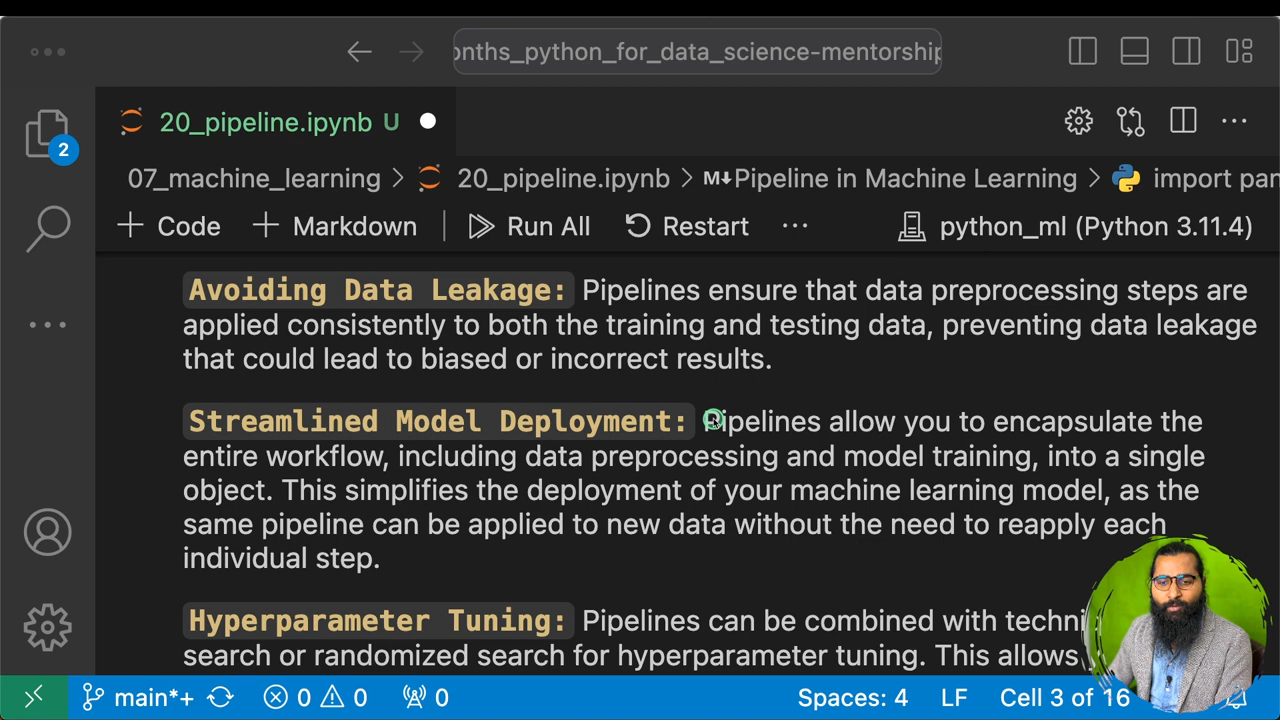 onths_python_for_data_science-mentorship
2
20_pipeline.ipynb U
07_machine_learning > 20_pipeline.ipynb > M↓Pipeline in Machine Learning > import pan
+ Code + Markdown Run All Restart ... python_ml (Python 3.11.4)
Avoiding Data Leakage: Pipelines ensure that data preprocessing steps are
applied consistently to both the training and testing data, preventing data leakage
that could lead to biased or incorrect results.
Streamlined Model Deployment: Pipelines allow you to encapsulate the
entire workflow, including data preprocessing and model training, into a single
object. This simplifies the deployment of your machine learning model, as the
same pipeline can be applied to new data without the need to reapply each
individual step.
Hyperparameter Tuning: Pipelines can be combined with techni
search or randomized search for hyperparameter tuning. This allows
main*+ 0 0 0 Spaces: 4 LF Cell 3 of 16